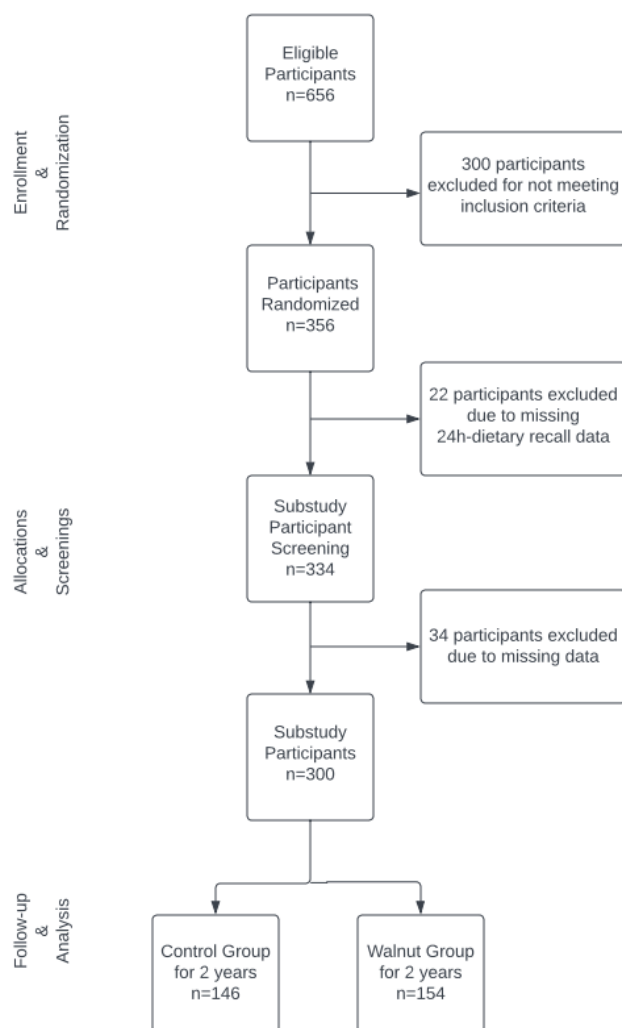 Eligible
Participants
n=656
Enrollment
&
Randomization
300 participants
excluded for not meeting
inclusion criteria
Participants
Randomized
n=356
22 participants excluded
due to missing
24h-dietary recall data
Allocations
&
Screenings
Substudy
Participant
Screening
n=334
34 participants excluded
due to missing data
Substudy
Participants
n=300
Follow-up
&
Analysis
Control Group
for 2 years
n=146
Walnut Group
for 2 years
n=154